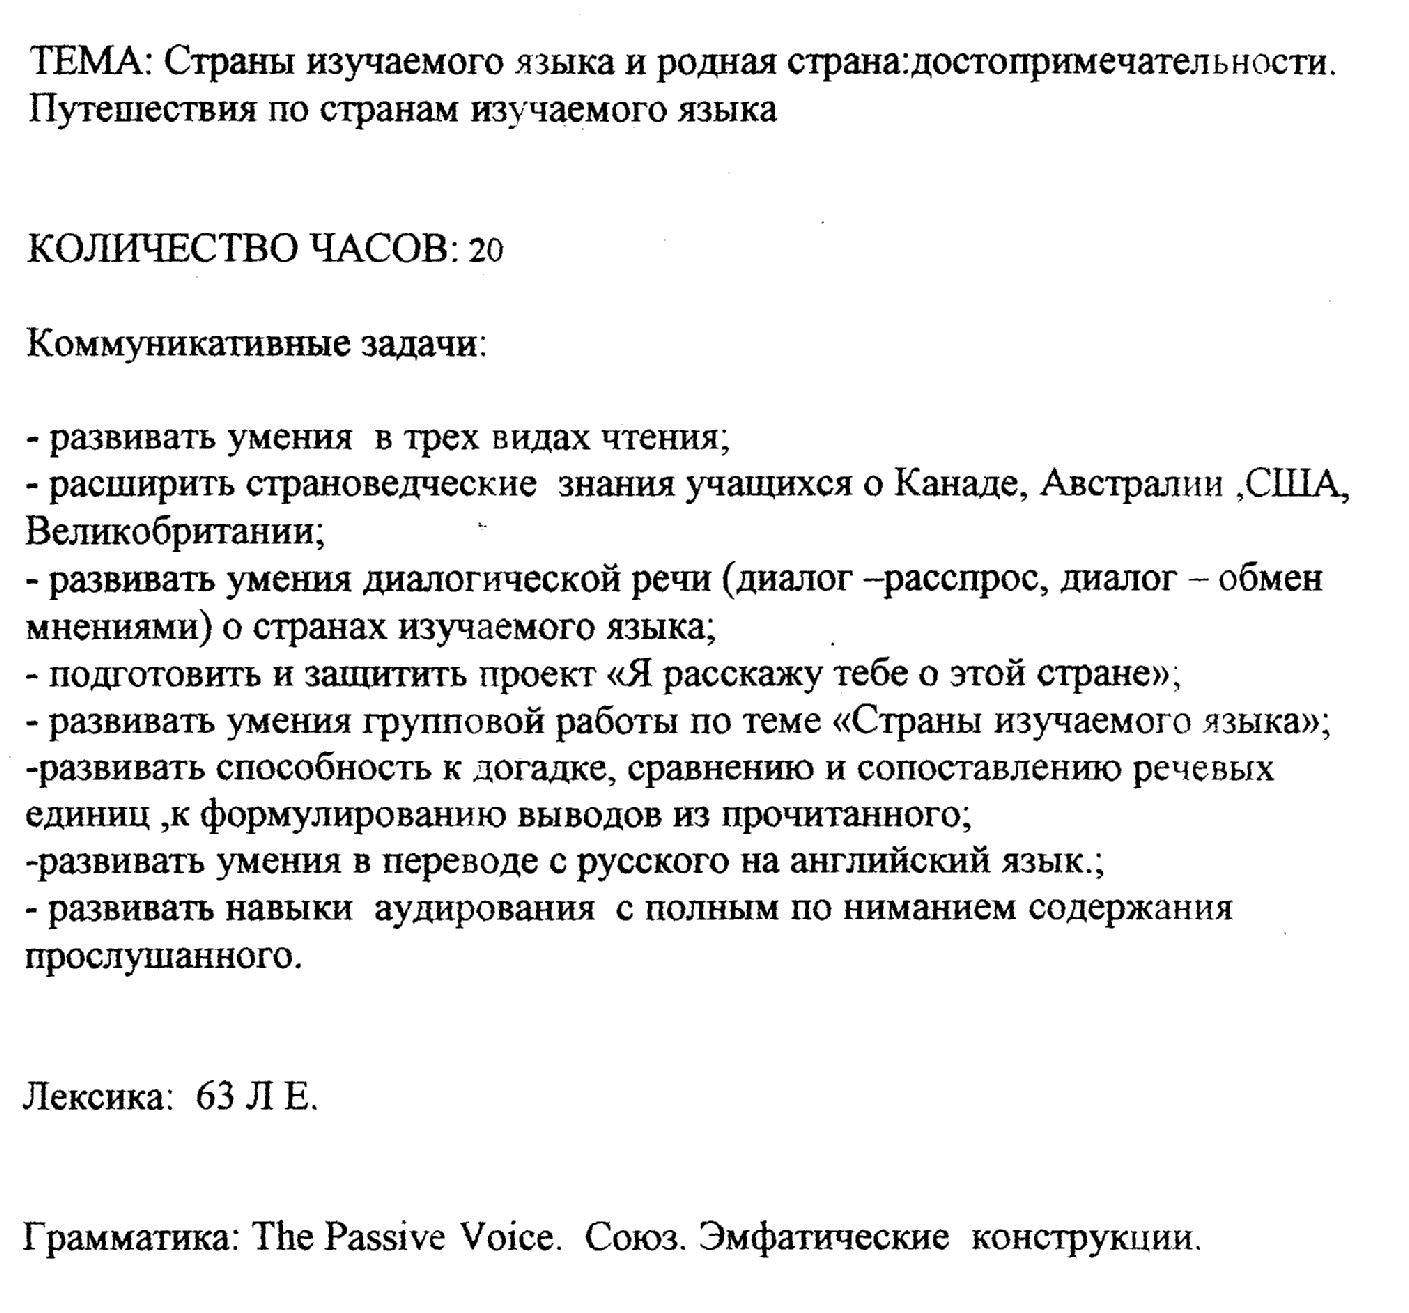 ТЕМА: Страны изучаемого языка и родная страна:достопримечательности.
Путешествия по странам изучаемого языка
КОЛИЧЕСТВО ЧАСОВ: 20
Коммуникативные задачи:
- развивать умения  в трех видах чтения;
- расширить страноведческие  знания учащихся о Канаде, Австралии ,США,
Великобритании;
- развивать умения диалогической речи (диалог –расспрос, диалог – обмен
мнениями) о странах изучаемого языка;
- подготовить и защитить проект «Я расскажу тебе о этой стране»;
- развивать умения групповой работы по теме «Страны изучаемого языка»;
-развивать способность к догадке, сравнению и сопоставлению речевых
единиц ,к формулированию выводов из прочитанного;
-развивать умения в переводе с русского на английский язык.;
- развивать навыки  аудирования  с полным по ниманием содержания
прослушанного.
Лексика:  63 Л Е.
Грамматика: The Passive Voice.  Союз. Эмфатические  конструкции.